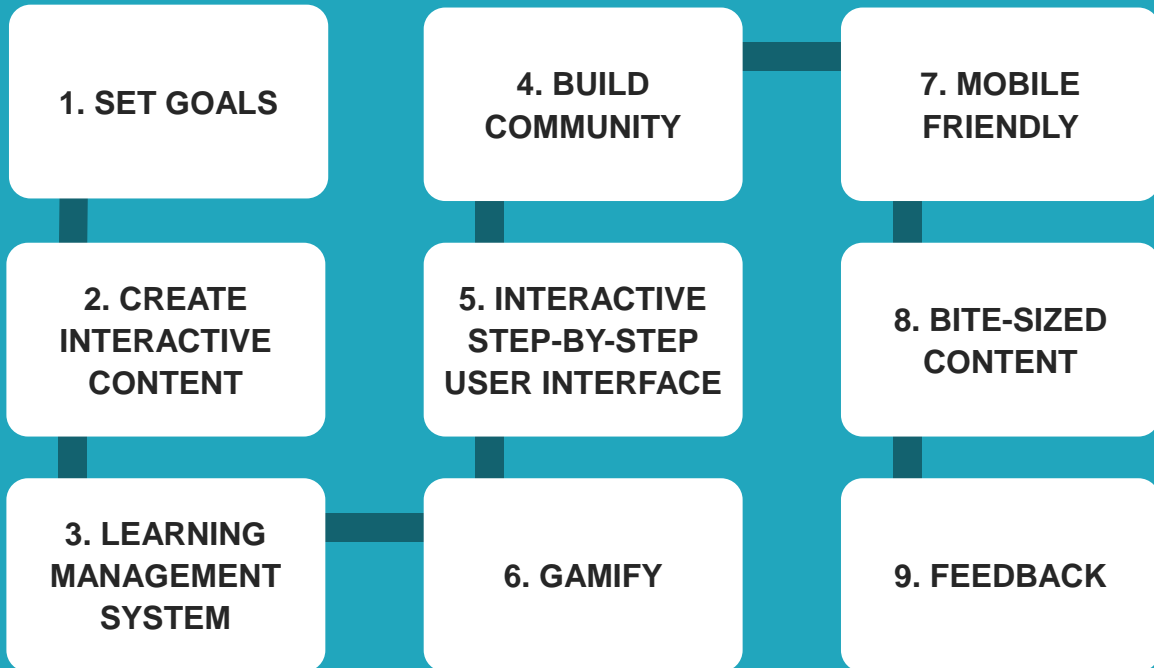 1. SET GOALS
2. CREATE
INTERACTIVE
CONTENT
3. LEARNING
MANAGEMENT
SYSTEM
4. BUILD
COMMUNITY
5. INTERACTIVE
STEP-BY-STEP
USER INTERFACE
6. GAMIFY
7. MOBILE
FRIENDLY
8. BITE-SIZED
CONTENT
9. FEEDBACK